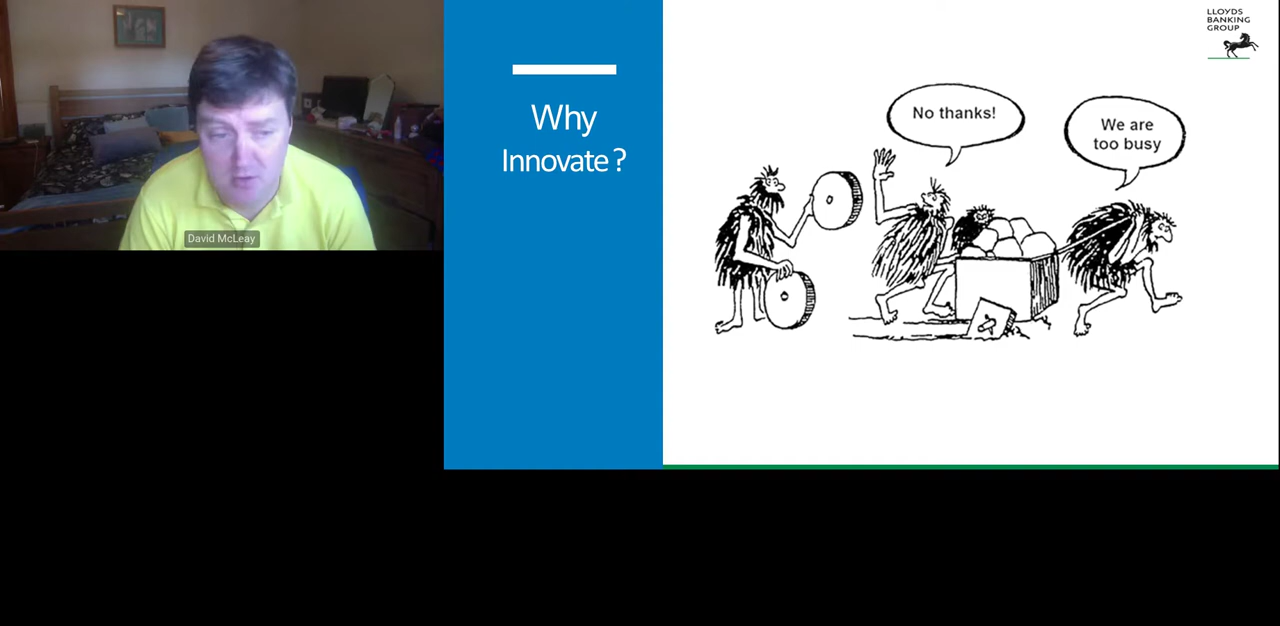 David McLeay
Why
Innovate?
LLOYDS
BANKING
GROUP
No thanks!
We are
too busy